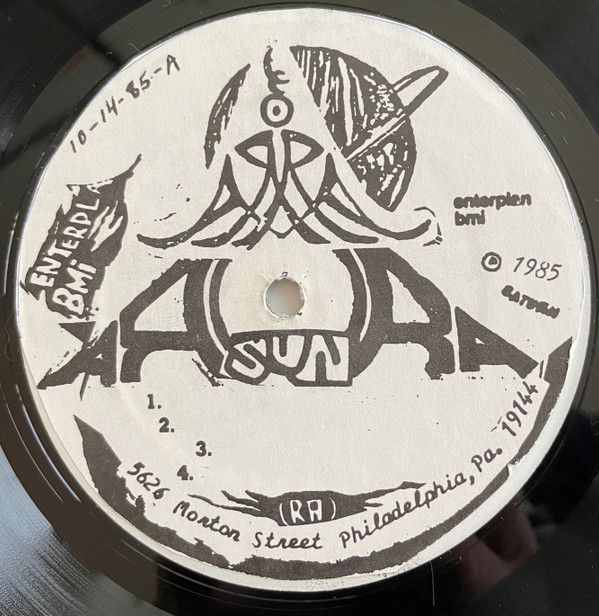 10-14-85-A
enterplan
bmi
ENTERPL
BMi
℗ 1985
SATURN
SUN
RA
1.
2.
3.
4.
(RA)
5626 Morton Street Philadelphia, Pa. 19144